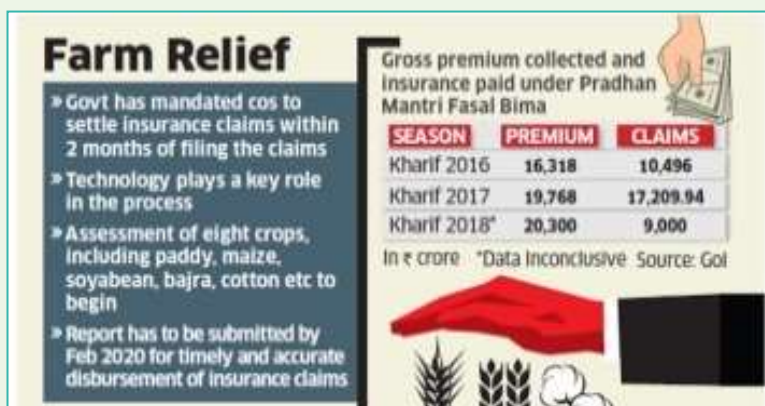 Farm Relief
» Govt has mandated cos to
settle insurance claims within
2 months of filing the claims
» Technology plays a key role
in the process
» Assessment of eight crops,
including paddy, maize,
soyabean, bajra, cotton etc to
begin
» Report has to be submitted by
Feb 2020 for timely and accurate
disbursement of insurance claims
Gross premium collected and
insurance paid under Pradhan
Mantri Fasal Bima
SEASON PREMIUM CLAIMS
Kharif 2016 16,318 10,496
Kharif 2017 19,768 17,209.94
Kharif 2018* 20,300 9,000
In ₹ crore *Data Inconclusive Source: GoI